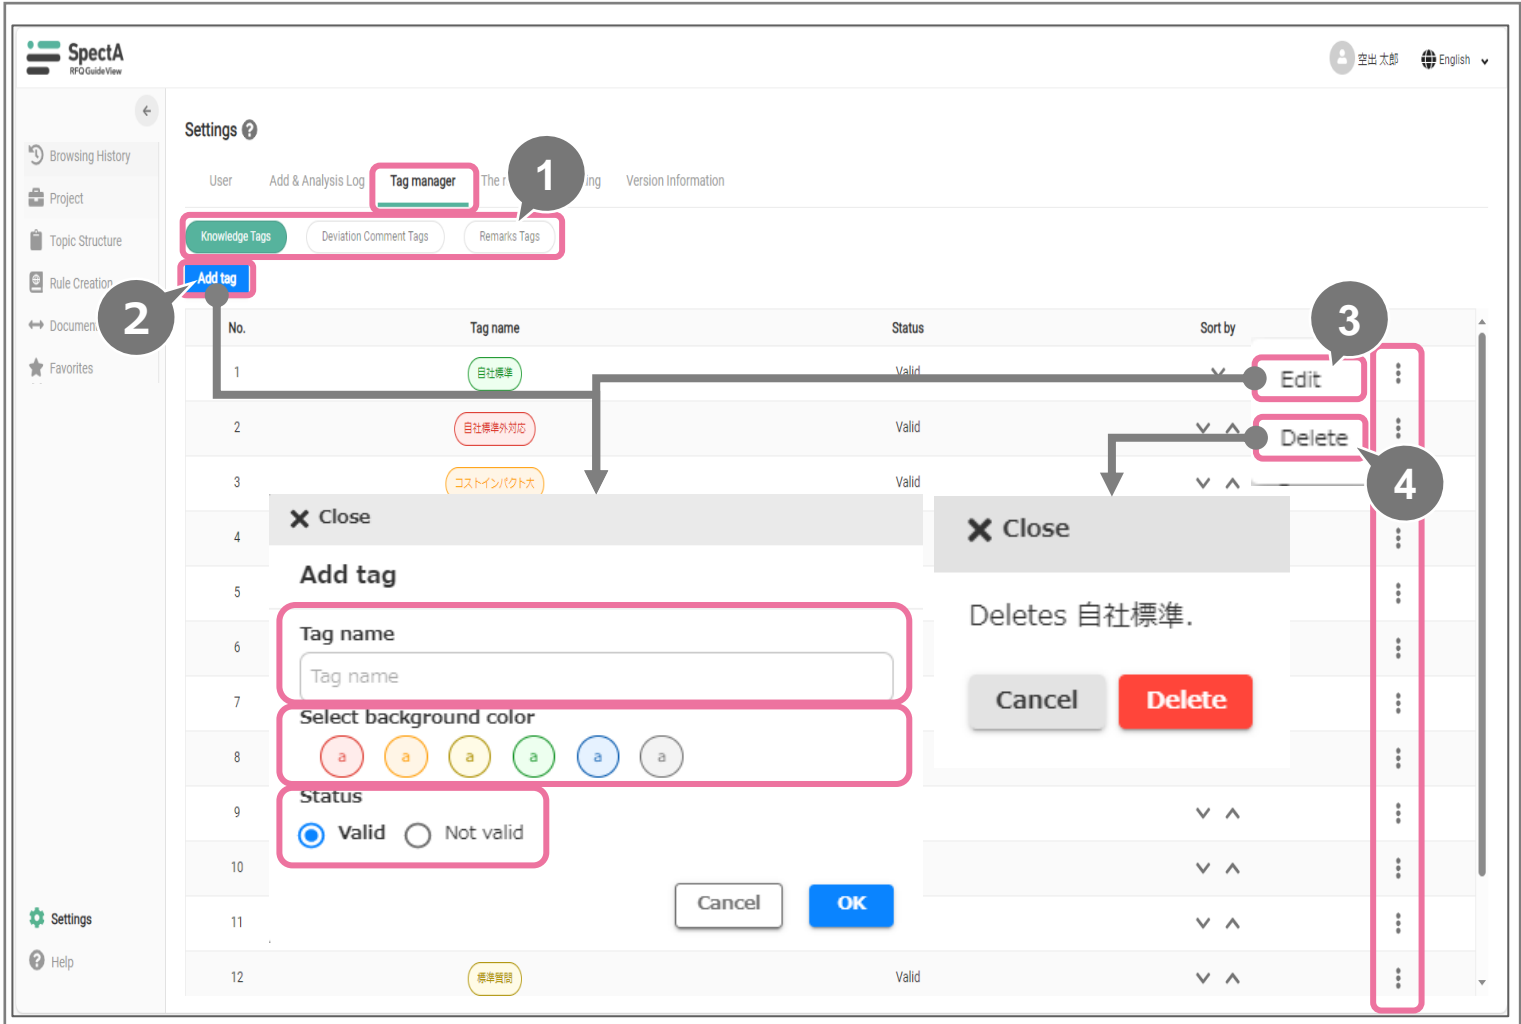 SpectA
RFQ GuideView
空出 太郎
English
Settings
Browsing History
Project
Topic Structure
Rule Creation
Favorites
Settings
Help
User
Add & Analysis Log
Tag manager
The
Version Information
1
Knowledge Tags
Deviation Comment Tags
Remarks Tags
Add tag
2
No.
Tag name
Status
Sort by
3
1
自社標準
Valid
Edit
2
自社標準外対応
Valid
Delete
3
コストインパクト大
Valid
4
4
5
6
7
8
9
10
11
12
標準質問
Valid
Close
Add tag
Tag name
Tag name
Select background color
a a a a a a
Status
Valid
Not valid
Cancel
OK
Close
Deletes 自社標準.
Cancel
Delete